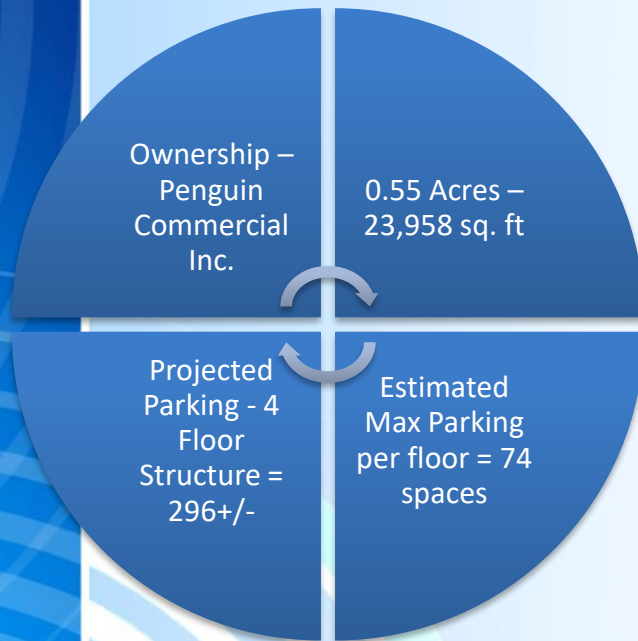 Ownership –
Penguin
Commercial
Inc.
0.55 Acres –
23,958 sq. ft
Projected
Parking - 4
Floor
Structure =
296+/-
Estimated
Max Parking
per floor = 74
spaces